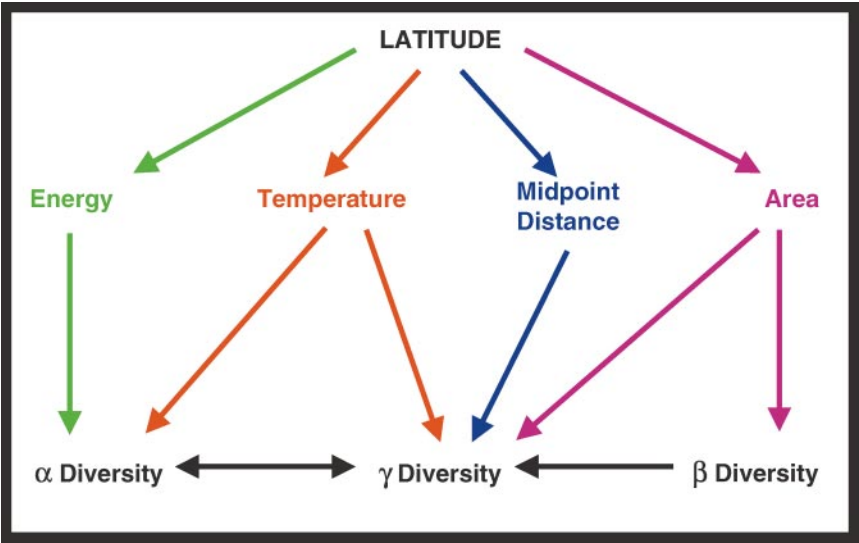 LATITUDE
Energy
Temperature
Midpoint
Distance
Area
α Diversity
γ Diversity
β Diversity